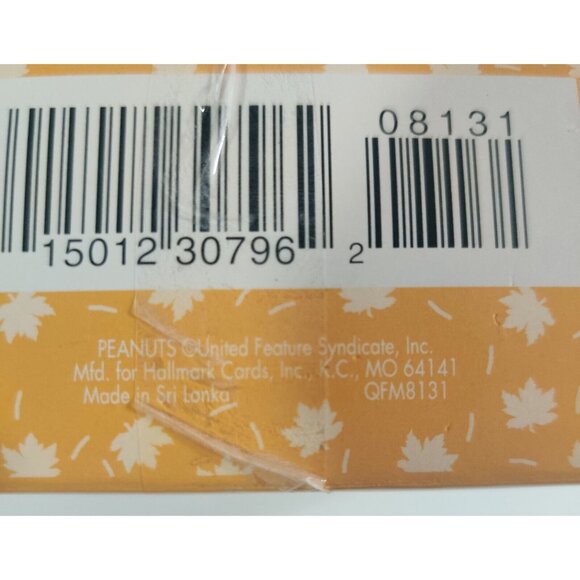 08131
15012 30796 2
PEANUTS ©United Feature Syndicate, Inc.
Mfd. for Hallmark Cards, Inc., K.C., MO 64141
Made in Sri Lanka QFM8131